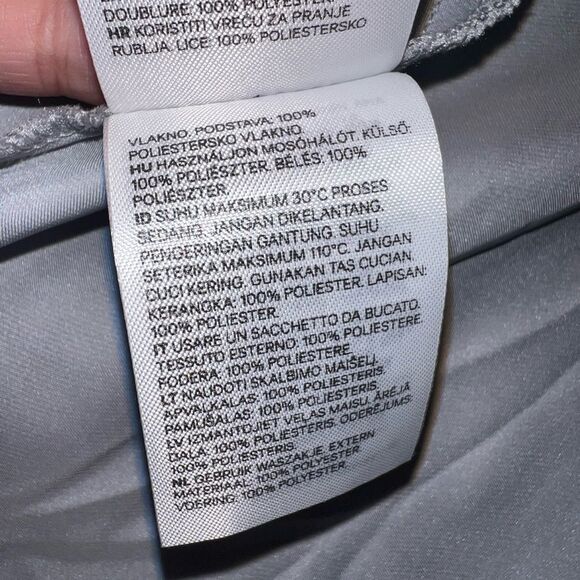 DOUBLURE: 100% POLYESTER
HR KORISTITI VREĆU ZA PRANJE
RUBLJA, LICE: 100% POLIESTERSKO
VLAKNO, PODSTAVA: 100%
POLIESTERSKO VLAKNO.
HU HASZNÁLJON MOSÓHÁLÓT. KÜLSŐ:
100% POLIÉSZTER. BÉLÉS: 100%
POLIÉSZTER
ID SUHU MAKSIMUM 30°C PROSES
SEDANG. JANGAN DIKELANTANG.
PENGERINGAN GANTUNG. SUHU
SETERIKA MAKSIMUM 110°C. JANGAN
CUCI KERING. GUNAKAN TAS CUCIAN.
KERANGKA: 100% POLIESTER. LAPISAN:
100% POLIESTER.
IT USARE UN SACCHETTO DA BUCATO.
TESSUTO ESTERNO: 100% POLIESTERE.
FODERA: 100% POLIESTERE.
LT NAUDOTI SKALBIMO MAIŠELĮ.
APVALKALAS: 100% POLIESTERIS.
PAMUŠALAS: 100% POLIESTERIS.
LV IZMANTOJIET VEĻAS MAISU. ĀRĒJĀ
DAĻA: 100% POLIESTERIS. ODERĒJUMS:
100% POLIESTERIS.
NL GEBRUIK WASZAKJE. EXTERN
MATERIAAL: 100% POLYESTER.
VOERING: 100% POLYESTER.